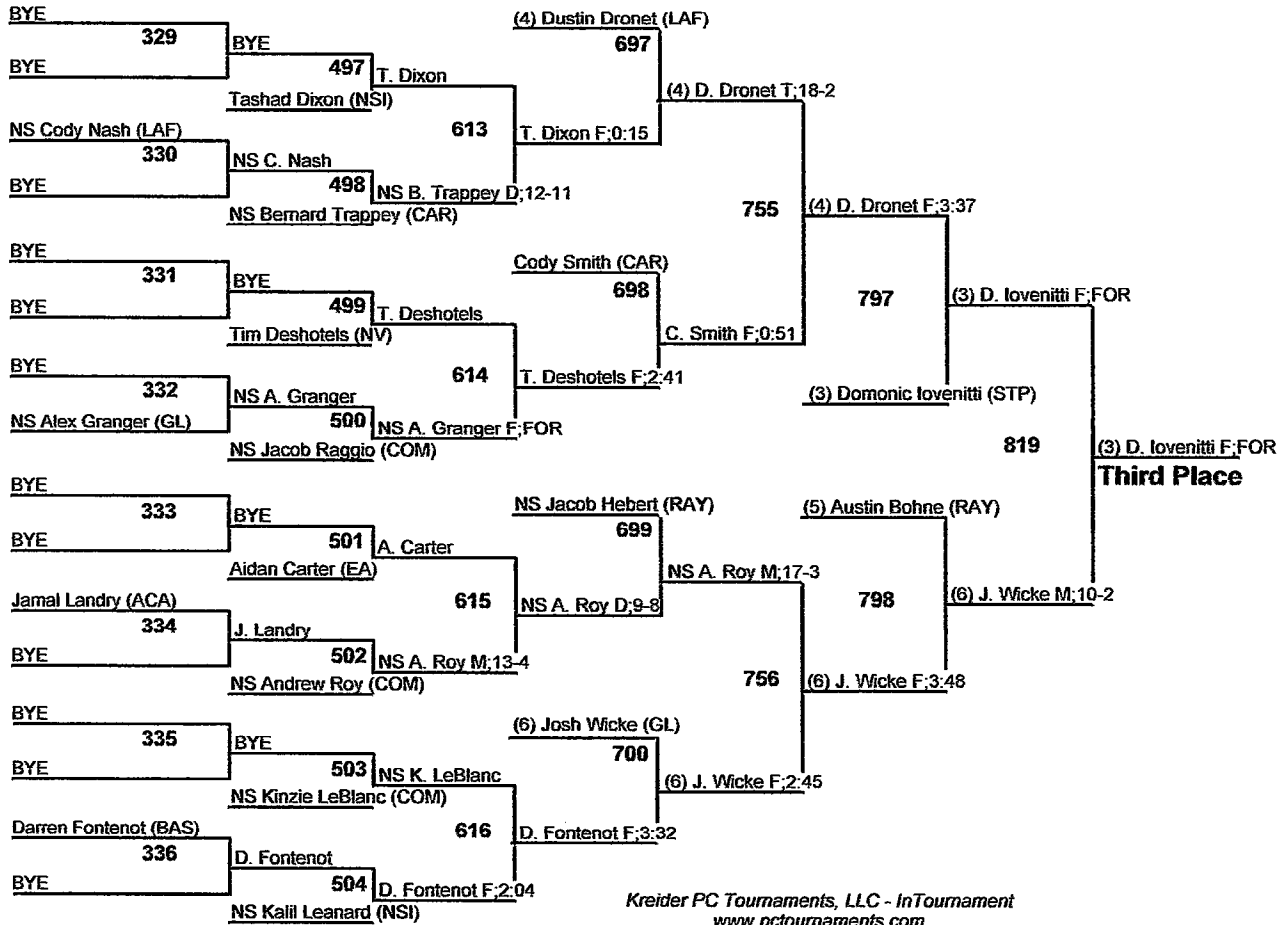 BYE
329
BYE
BYE
497
Tashad Dixon (NSI)
T. Dixon
NS Cody Nash (LAF)
330
BYE
NS C. Nash
498
NS Bernard Trappey (CAR)
NS B. Trappey D;12-11
613
T. Dixon F;0:15
(4) Dustin Dronet (LAF)
697
(4) D. Dronet T;18-2
BYE
331
BYE
BYE
499
Tim Deshotels (NV)
T. Deshotels
BYE
332
NS Alex Granger (GL)
NS A. Granger
500
NS Jacob Raggio (COM)
NS A. Granger F;FOR
614
T. Deshotels F;2:41
Cody Smith (CAR)
698
C. Smith F;0:51
755
(4) D. Dronet F;3:37
797
(3) Domonic Iovenitti (STP)
(3) D. Iovenitti F;FOR
BYE
333
BYE
BYE
501
Aidan Carter (EA)
A. Carter
Jamal Landry (ACA)
334
BYE
J. Landry
502
NS Andrew Roy (COM)
NS A. Roy M;13-4
615
NS A. Roy D;9-8
NS Jacob Hebert (RAY)
699
NS A. Roy M;17-3
BYE
335
BYE
BYE
503
NS Kinzie LeBlanc (COM)
NS K. LeBlanc
Darren Fontenot (BAS)
336
BYE
D. Fontenot
504
NS Kalil Leanard (NSI)
D. Fontenot F;2:04
616
D. Fontenot F;3:32
(6) Josh Wicke (GL)
700
(6) J. Wicke F;2:45
756
(6) J. Wicke F;3:48
(5) Austin Bohne (RAY)
798
(6) J. Wicke M;10-2
819
(3) D. Iovenitti F;FOR
Third Place
Kreider PC Tournaments, LLC - InTournament
www.pctournaments.com